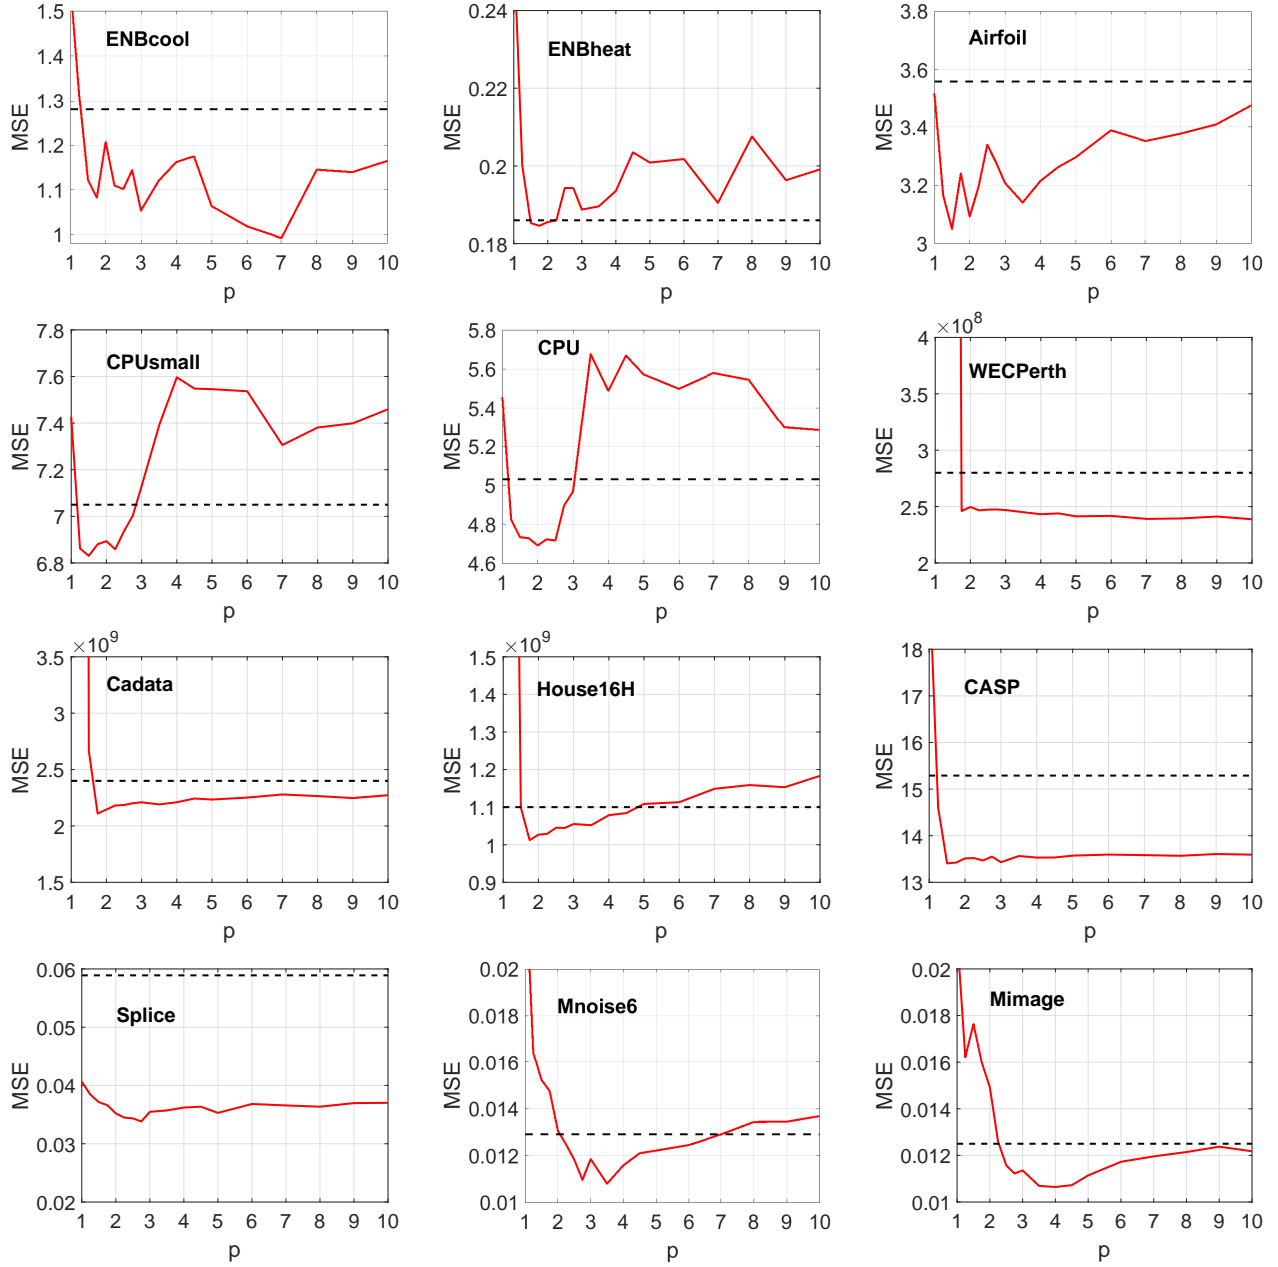 1.5
1.4
1.3
1.2
1.1
1
MSE
ENBcool
1 2 3 4 5 6 7 8 9 10
p
0.24
0.22
0.2
0.18
MSE
ENBheat
1 2 3 4 5 6 7 8 9 10
p
3.8
3.6
3.4
3.2
3
MSE
Airfoil
1 2 3 4 5 6 7 8 9 10
p
7.8
7.6
7.4
7.2
7
6.8
MSE
CPUsmall
1 2 3 4 5 6 7 8 9 10
p
5.8
5.6
5.4
5.2
5
4.8
4.6
MSE
CPU
1 2 3 4 5 6 7 8 9 10
p
×10⁸
4
3.5
3
2.5
2
MSE
WECPerth
1 2 3 4 5 6 7 8 9 10
p
×10⁹
3.5
3
2.5
2
1.5
MSE
Cadata
1 2 3 4 5 6 7 8 9 10
p
×10⁹
1.5
1.4
1.3
1.2
1.1
1
0.9
MSE
House16H
1 2 3 4 5 6 7 8 9 10
p
18
17
16
15
14
13
MSE
CASP
1 2 3 4 5 6 7 8 9 10
p
0.06
0.05
0.04
0.03
0.02
MSE
Splice
1 2 3 4 5 6 7 8 9 10
p
0.02
0.018
0.016
0.014
0.012
0.01
MSE
Mnoise6
1 2 3 4 5 6 7 8 9 10
p
0.02
0.018
0.016
0.014
0.012
0.01
MSE
Mimage
1 2 3 4 5 6 7 8 9 10
p